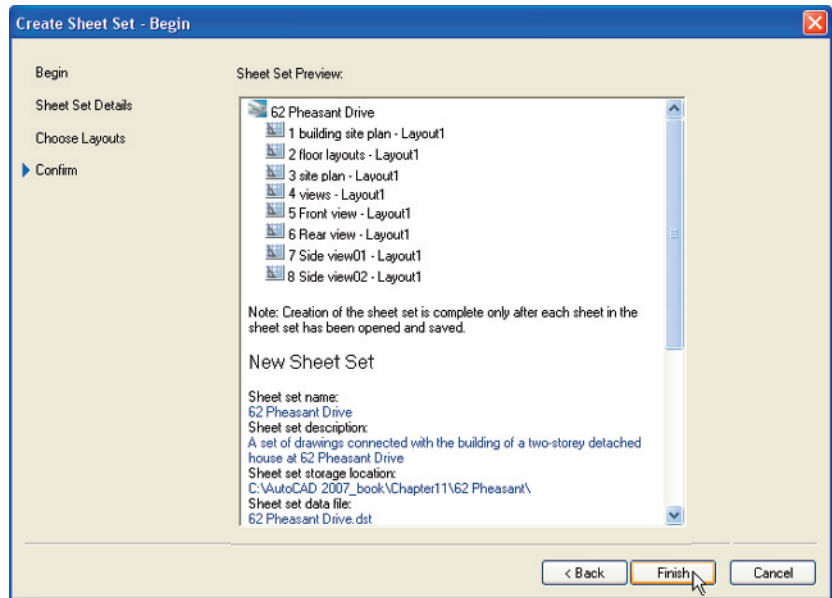 Create Sheet Set - Begin
Begin
Sheet Set Details
Choose Layouts
Confirm
Sheet Set Preview:
62 Pheasant Drive
1 building site plan - Layout1
2 floor layouts - Layout1
3 site plan - Layout1
4 views - Layout1
5 Front view - Layout1
6 Rear view - Layout1
7 Side view01 - Layout1
8 Side view02 - Layout1
Note: Creation of the sheet set is complete only after each sheet in the
sheet set has been opened and saved.
New Sheet Set
Sheet set name:
62 Pheasant Drive
Sheet set description:
A set of drawings connected with the building of a two-storey detached
house at 62 Pheasant Drive
Sheet set storage location:
C:\AutoCAD 2007_book\Chapter11\62 Pheasant\
Sheet set data file:
62 Pheasant Drive.dst
< Back
Finish
Cancel